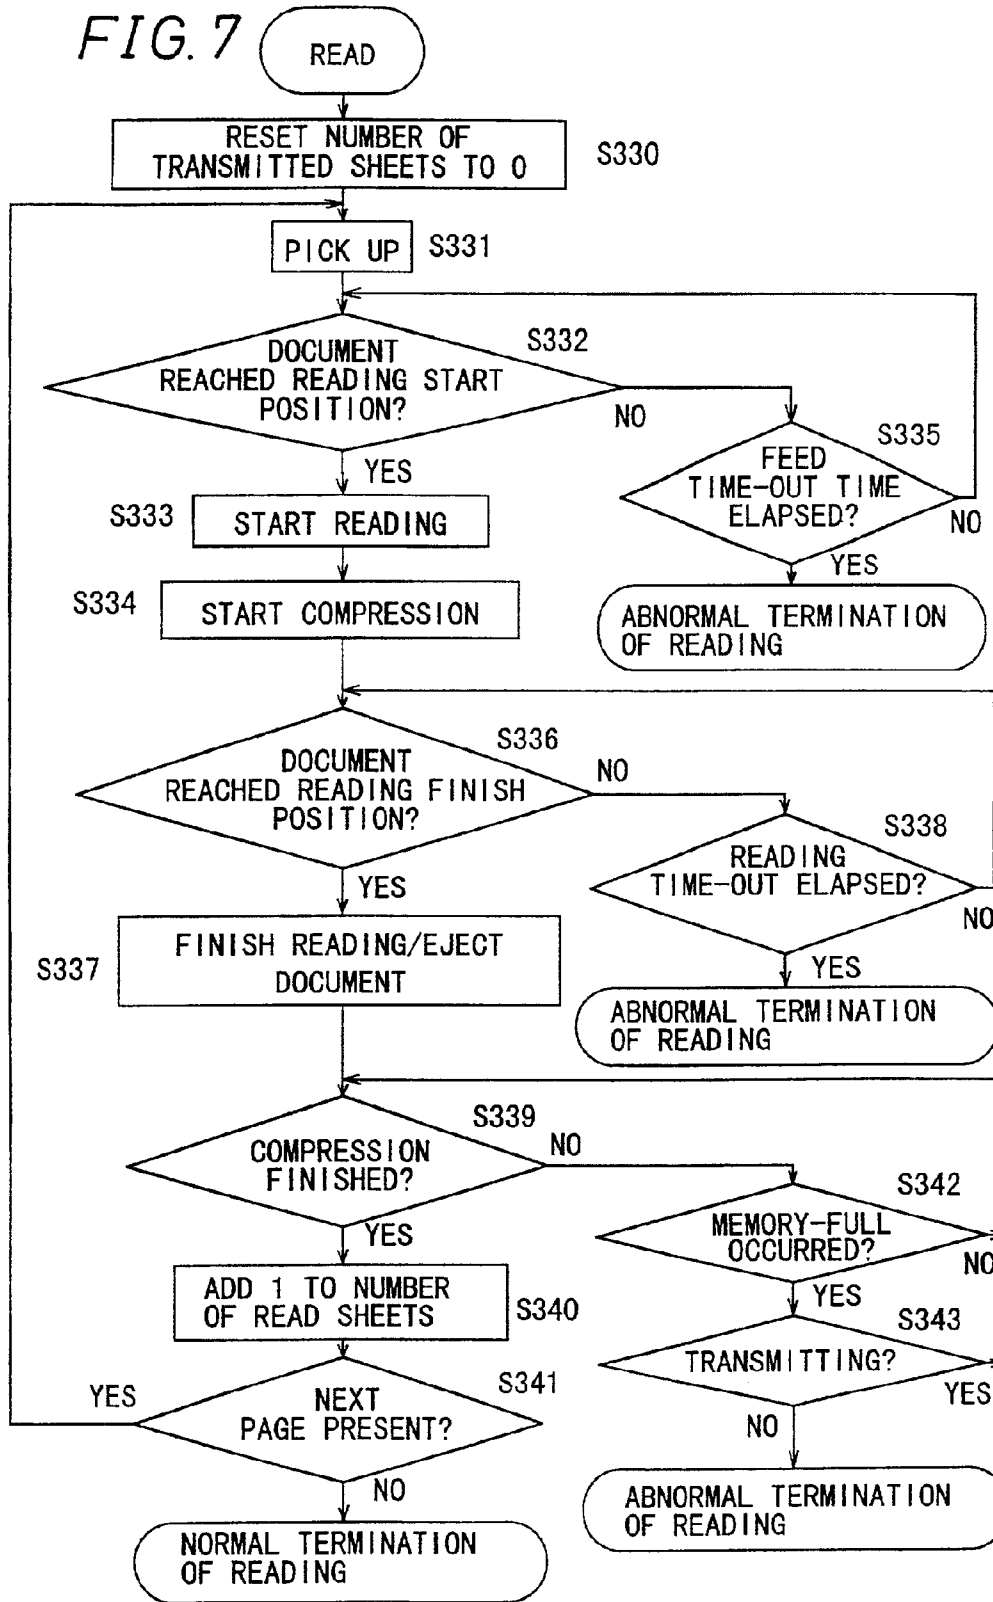 FIG. 7
READ
RESET NUMBER OF
TRANSMITTED SHEETS TO 0
S330
PICK UP
S331
DOCUMENT
REACHED READING START
POSITION?
S332
NO
YES
FEED
TIME-OUT TIME
ELAPSED?
S335
NO
YES
S333
START READING
S334
START COMPRESSION
ABNORMAL TERMINATION
OF READING
DOCUMENT
REACHED READING FINISH
POSITION?
S336
NO
YES
READING
TIME-OUT ELAPSED?
S338
NO
YES
S337
FINISH READING/EJECT
DOCUMENT
ABNORMAL TERMINATION
OF READING
COMPRESSION
FINISHED?
S339
NO
YES
MEMORY-FULL
OCCURRED?
S342
NO
YES
ADD 1 TO NUMBER
OF READ SHEETS
S340
TRANSMITTING?
S343
YES
NO
NEXT
PAGE PRESENT?
S341
YES
NO
ABNORMAL TERMINATION
OF READING
NORMAL TERMINATION
OF READING